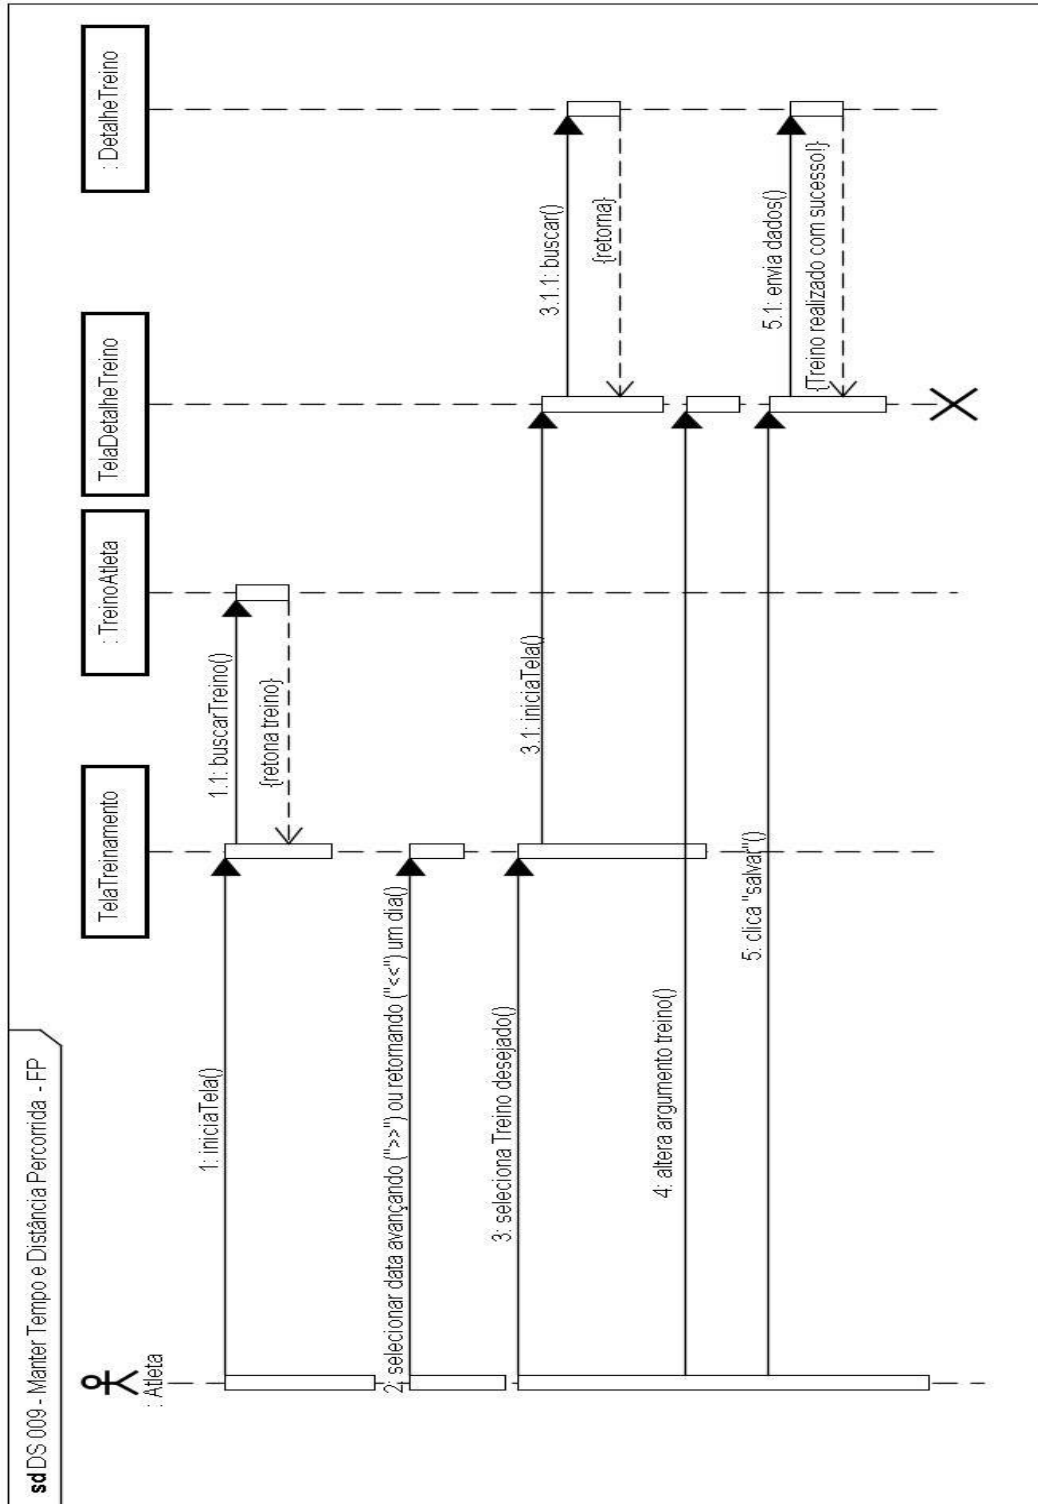 sd DS 009 - Manter Tempo e Distância Percorrida - FP
: Atleta
TelaTreinamento
: TreinoAtleta
TelaDetalheTreino
: DetalheTreino
1: iniciaTela()
1.1: buscarTreino()
{retona treino}
2: selecionar data avançando (">>") ou retornando ("<<") um dia()
3: seleciona Treino desejado()
3.1: iniciaTela()
3.1.1: buscar()
{retorna}
4: altera argumento treino()
5: clica "salvar"()
5.1: envia dados()
{Treino realizado com sucesso!}